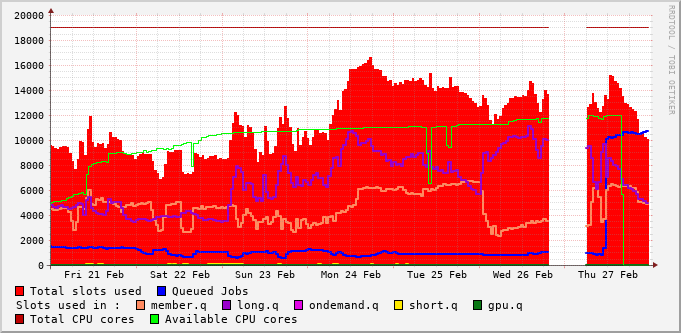 20000
18000
16000
14000
12000
10000
8000
6000
4000
2000
0
Fri 21 Feb Sat 22 Feb Sun 23 Feb Mon 24 Feb Tue 25 Feb Wed 26 Feb Thu 27 Feb
Total slots used Queued Jobs
Slots used in : member.q long.q ondemand.q short.q gpu.q
Total CPU cores Available CPU cores
RRDTOOL / TOBI OETIKER